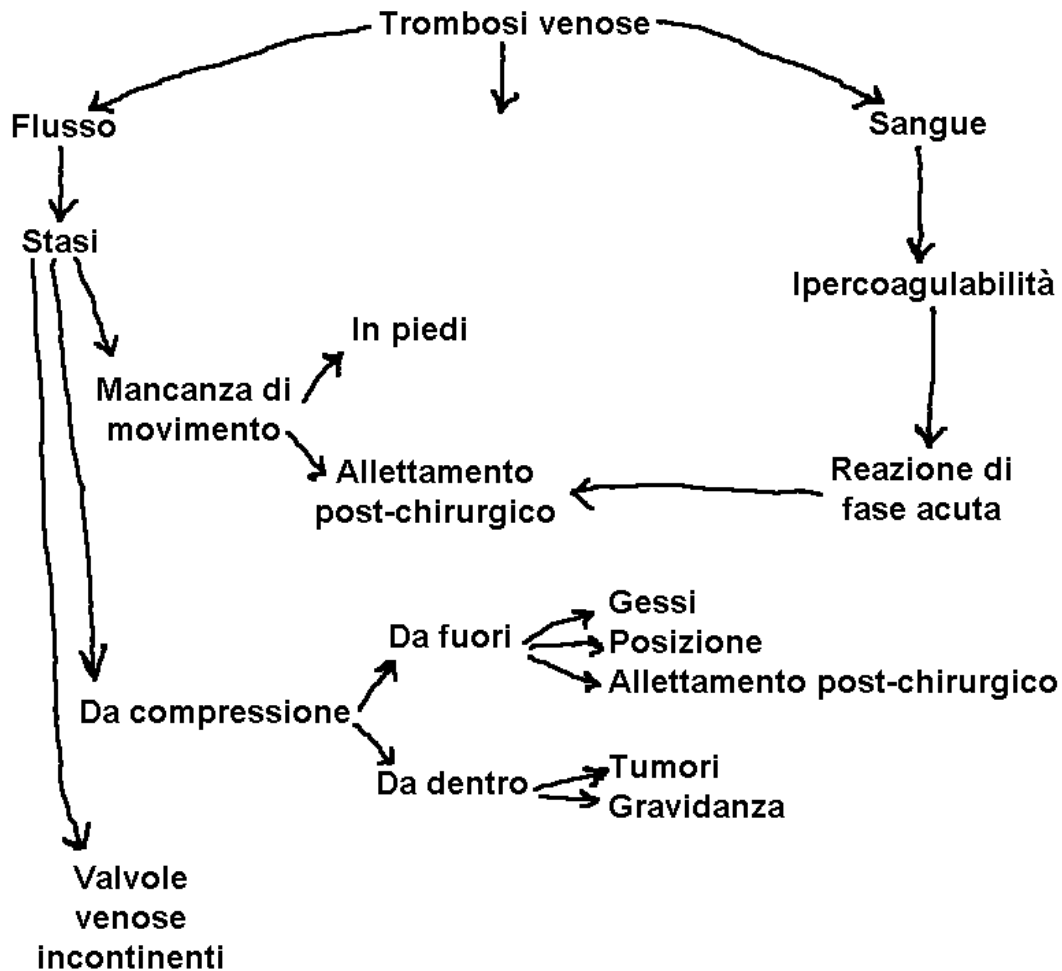 Trombosi venose
Flusso
Sangue
Stasi
Ipercoagulabilità
In piedi
Mancanza di
movimento
Allettamento
post-chirurgico
Reazione di
fase acuta
Gessi
Da fuori
Posizione
Allettamento post-chirurgico
Da compressione
Tumori
Da dentro
Gravidanza
Valvole
venose
incontinenti